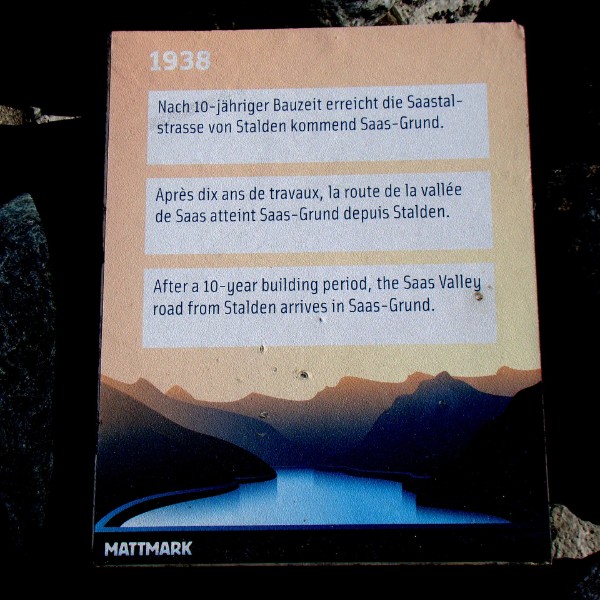 1938
Nach 10-jähriger Bauzeit erreicht die Saastal-
strasse von Stalden kommend Saas-Grund.
Après dix ans de travaux, la route de la vallée
de Saas atteint Saas-Grund depuis Stalden.
After a 10-year building period, the Saas Valley
road from Stalden arrives in Saas-Grund.
MATTMARK